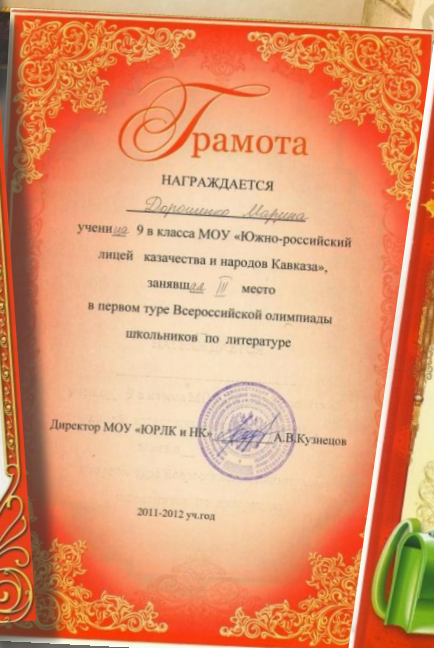 Грамота
НАГРАЖДАЕТСЯ
Дорошенко Марина
ученица 9 в класса МОУ «Южно-российский
лицей казачества и народов Кавказа»,
занявшая III место
в первом туре Всероссийской олимпиады
школьников по литературе
Директор МОУ «ЮРЛК и НК» А.В.Кузнецов
2011-2012 уч.год